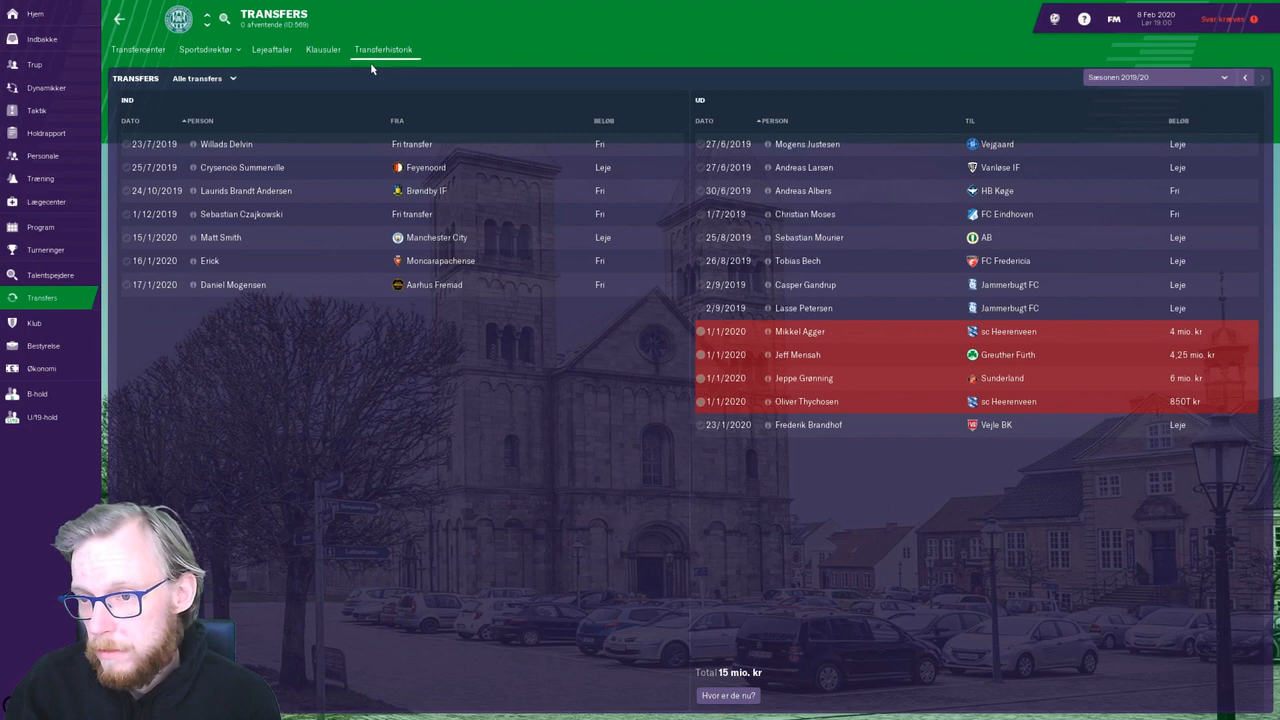 Hjem
Indbakke
Trup
Dynamikker
Taktik
Holdrapport
Personale
Træning
Lægecenter
Program
Turneringer
Talentspejdere
Transfers
Klub
Bestyrelse
Økonomi
B-hold
U/19-hold
TRANSFERS
0 afventende (ID 569)
FM
8 Feb 2020
Lør 19:00
Svar kræves
Transfercenter
Sportsdirektør
Lejeaftaler
Klausuler
Transferhistorik
TRANSFERS
Alle transfers
Sæsonen 2019/20
IND
DATO PERSON FRA BELØB
23/7/2019 Willads Delvin Fri transfer Fri
25/7/2019 Crysencio Summerville Feyenoord Leje
24/10/2019 Laurids Brandt Andersen Brøndby IF Fri
1/12/2019 Sebastian Czajkowski Fri transfer Fri
15/1/2020 Matt Smith Manchester City Leje
16/1/2020 Erick Moncarapachense Fri
17/1/2020 Daniel Mogensen Aarhus Fremad Fri
UD
DATO PERSON TIL BELØB
27/6/2019 Mogens Justesen Vejgaard Leje
27/6/2019 Andreas Larsen Vanløse IF Leje
30/6/2019 Andreas Albers HB Køge Fri
1/7/2019 Christian Moses FC Eindhoven Fri
25/8/2019 Sebastian Mourier AB Leje
26/8/2019 Tobias Bech FC Fredericia Leje
2/9/2019 Casper Gandrup Jammerbugt FC Leje
2/9/2019 Lasse Petersen Jammerbugt FC Leje
1/1/2020 Mikkel Agger sc Heerenveen 4 mio. kr
1/1/2020 Jeff Mensah Greuther Fürth 4,25 mio. kr
1/1/2020 Jeppe Grønning Sunderland 6 mio. kr
1/1/2020 Oliver Thychosen sc Heerenveen 850T kr
23/1/2020 Frederik Brandhof Vejle BK Leje
Total 15 mio. kr
Hvor er de nu?